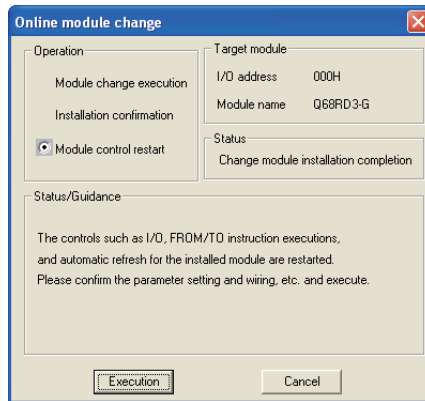 Online module change
Operation
Module change execution
Installation confirmation
Module control restart
Target module
I/O address 000H
Module name Q68RD3-G
Status
Change module installation completion
Status/Guidance
The controls such as I/O, FROM/TO instruction executions,
and automatic refresh for the installed module are restarted.
Please confirm the parameter setting and wiring, etc. and execute.
Execution
Cancel